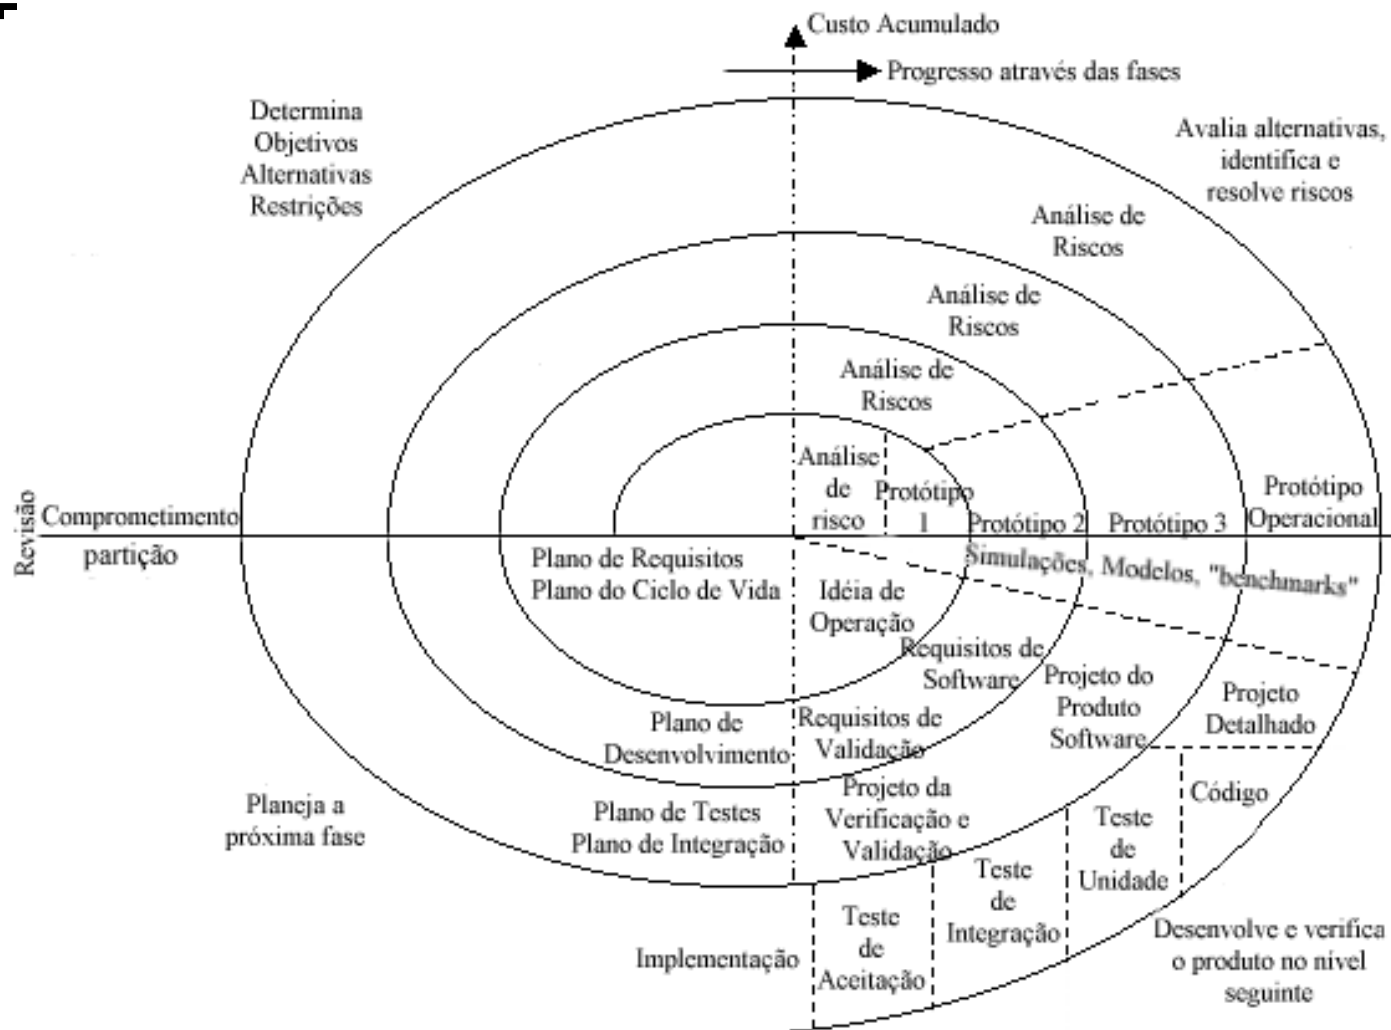 Custo Acumulado
Progresso através das fases
Determina
Objetivos
Alternativas
Restrições
Avalia alternativas,
identifica e
resolve riscos
Análise de
Riscos
Análise de
Riscos
Análise de
Riscos
Análise
de
risco
Protótipo
1
Protótipo 2
Protótipo 3
Protótipo
Operacional
Revisão
Comprometimento
partição
Simulações, Modelos, "benchmarks"
Plano de Requisitos
Plano do Ciclo de Vida
Idéia de
Operação
Requisitos de
Software
Projeto do
Produto
Software
Projeto
Detalhado
Plano de
Desenvolvimento
Requisitos de
Validação
Código
Planeja a
próxima fase
Plano de Testes
Plano de Integração
Projeto da
Verificação e
Validação
Teste
de
Unidade
Teste
de
Integração
Teste
de
Aceitação
Implementação
Desenvolve e verifica
o produto no nível
seguinte